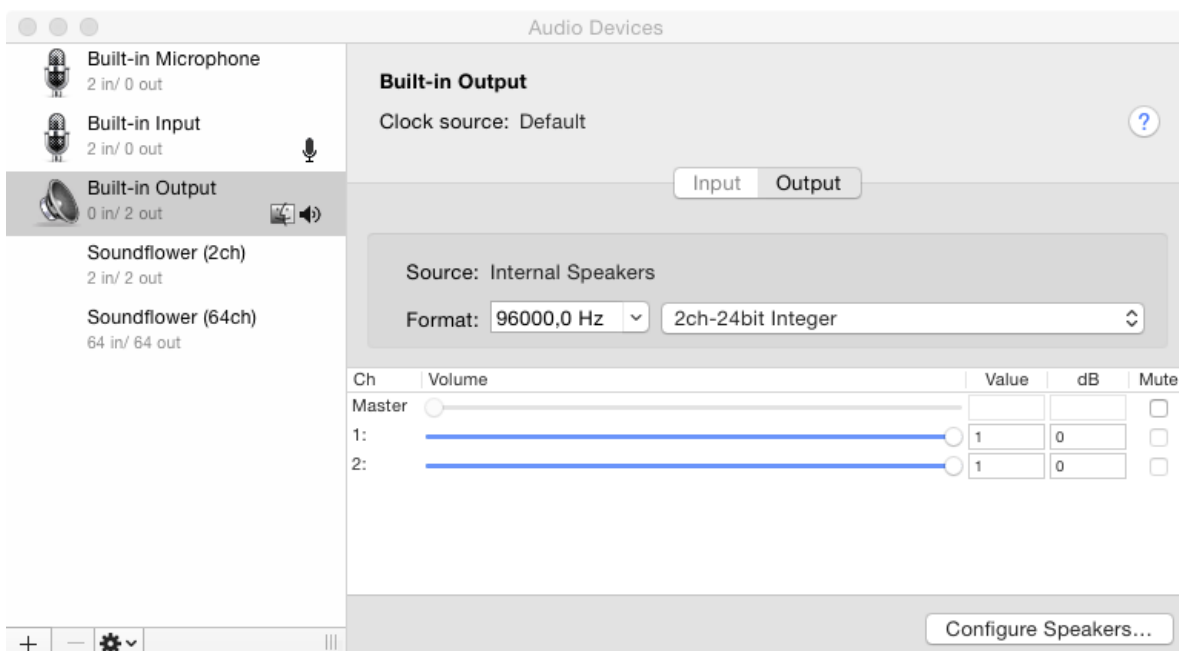 Audio Devices
Built-in Microphone
2 in/ 0 out
Built-in Input
2 in/ 0 out
Built-in Output
0 in/ 2 out
Soundflower (2ch)
2 in/ 2 out
Soundflower (64ch)
64 in/ 64 out
Built-in Output
Clock source: Default
?
Input Output
Source: Internal Speakers
Format: 96000,0 Hz 2ch-24bit Integer
Ch Volume Value dB Mute
Master
1: 1 0
2: 1 0
Configure Speakers...